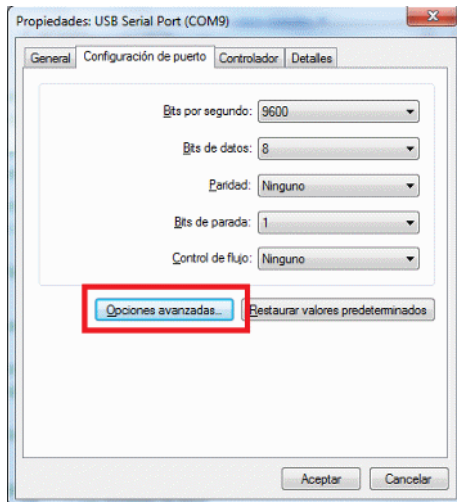 Propiedades: USB Serial Port (COM9)
General Configuración de puerto Controlador Detalles
Bits por segundo: 9600
Bits de datos: 8
Paridad: Ninguno
Bits de parada: 1
Control de flujo: Ninguno
Opciones avanzadas... Restaurar valores predeterminados
Aceptar Cancelar